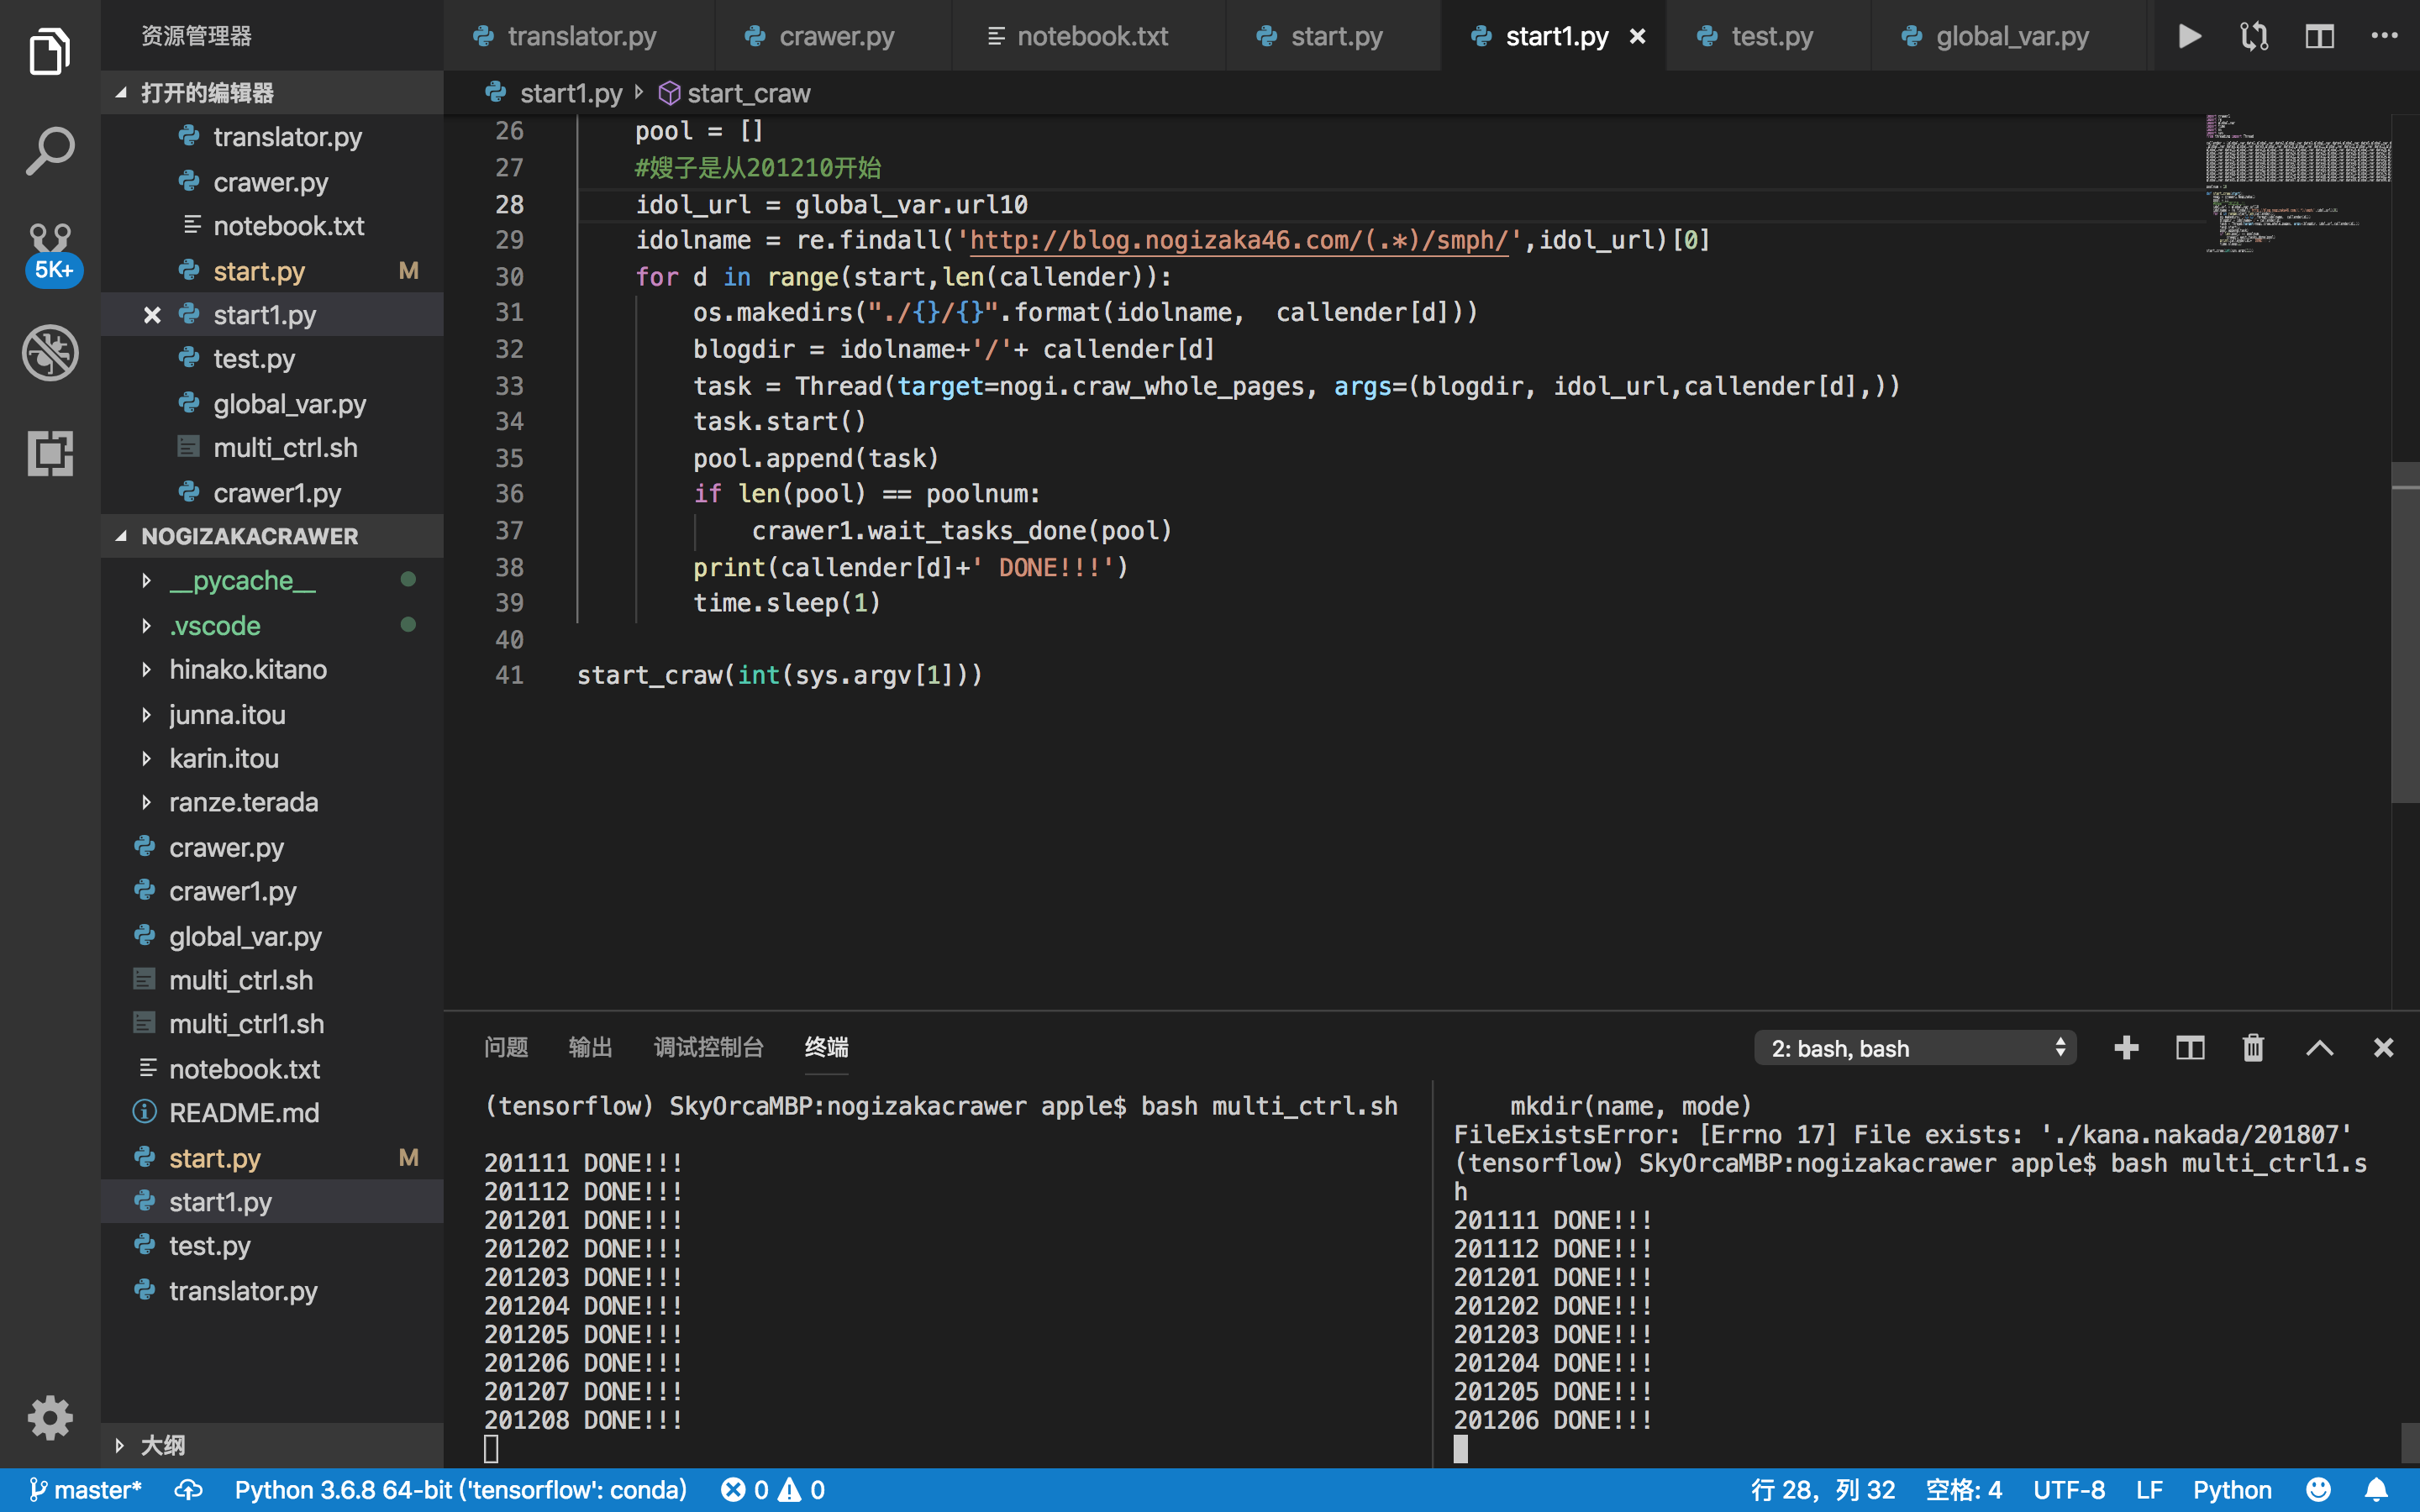 资源管理器
translator.py
crawer.py
notebook.txt
start.py
start1.py
test.py
global_var.py
打开的编辑器
translator.py
crawer.py
notebook.txt
start.py M
start1.py
test.py
global_var.py
multi_ctrl.sh
crawer1.py
5K+
NOGIZAKACRAWER
__pycache__
.vscode
hinako.kitano
junna.itou
karin.itou
ranze.terada
crawer.py
crawer1.py
global_var.py
multi_ctrl.sh
multi_ctrl1.sh
notebook.txt
README.md
start.py M
start1.py
test.py
translator.py
大纲
start1.py start_craw
26 pool = []
27 #嫂子是从201210开始
28 idol_url = global_var.url10
29 idolname = re.findall('http://blog.nogizaka46.com/(.*)/smph/',idol_url)[0]
30 for d in range(start,len(callender)):
31 os.makedirs("./{}/{}".format(idolname,  callender[d]))
32 blogdir = idolname+'/'+ callender[d]
33 task = Thread(target=nogi.craw_whole_pages, args=(blogdir, idol_url,callender[d],))
34 task.start()
35 pool.append(task)
36 if len(pool) == poolnum:
37 crawer1.wait_tasks_done(pool)
38 print(callender[d]+' DONE!!!')
39 time.sleep(1)
40
41 start_craw(int(sys.argv[1]))
问题 输出 调试控制台 终端
2: bash, bash
(tensorflow) SkyOrcaMBP:nogizakacrawer apple$ bash multi_ctrl.sh
201111 DONE!!!
201112 DONE!!!
201201 DONE!!!
201202 DONE!!!
201203 DONE!!!
201204 DONE!!!
201205 DONE!!!
201206 DONE!!!
201207 DONE!!!
201208 DONE!!!
mkdir(name, mode)
FileExistsError: [Errno 17] File exists: './kana.nakada/201807'
(tensorflow) SkyOrcaMBP:nogizakacrawer apple$ bash multi_ctrl1.s
h
201111 DONE!!!
201112 DONE!!!
201201 DONE!!!
201202 DONE!!!
201203 DONE!!!
201204 DONE!!!
201205 DONE!!!
201206 DONE!!!
master* Python 3.6.8 64-bit ('tensorflow': conda) 0 0 行 28，列 32 空格: 4 UTF-8 LF Python